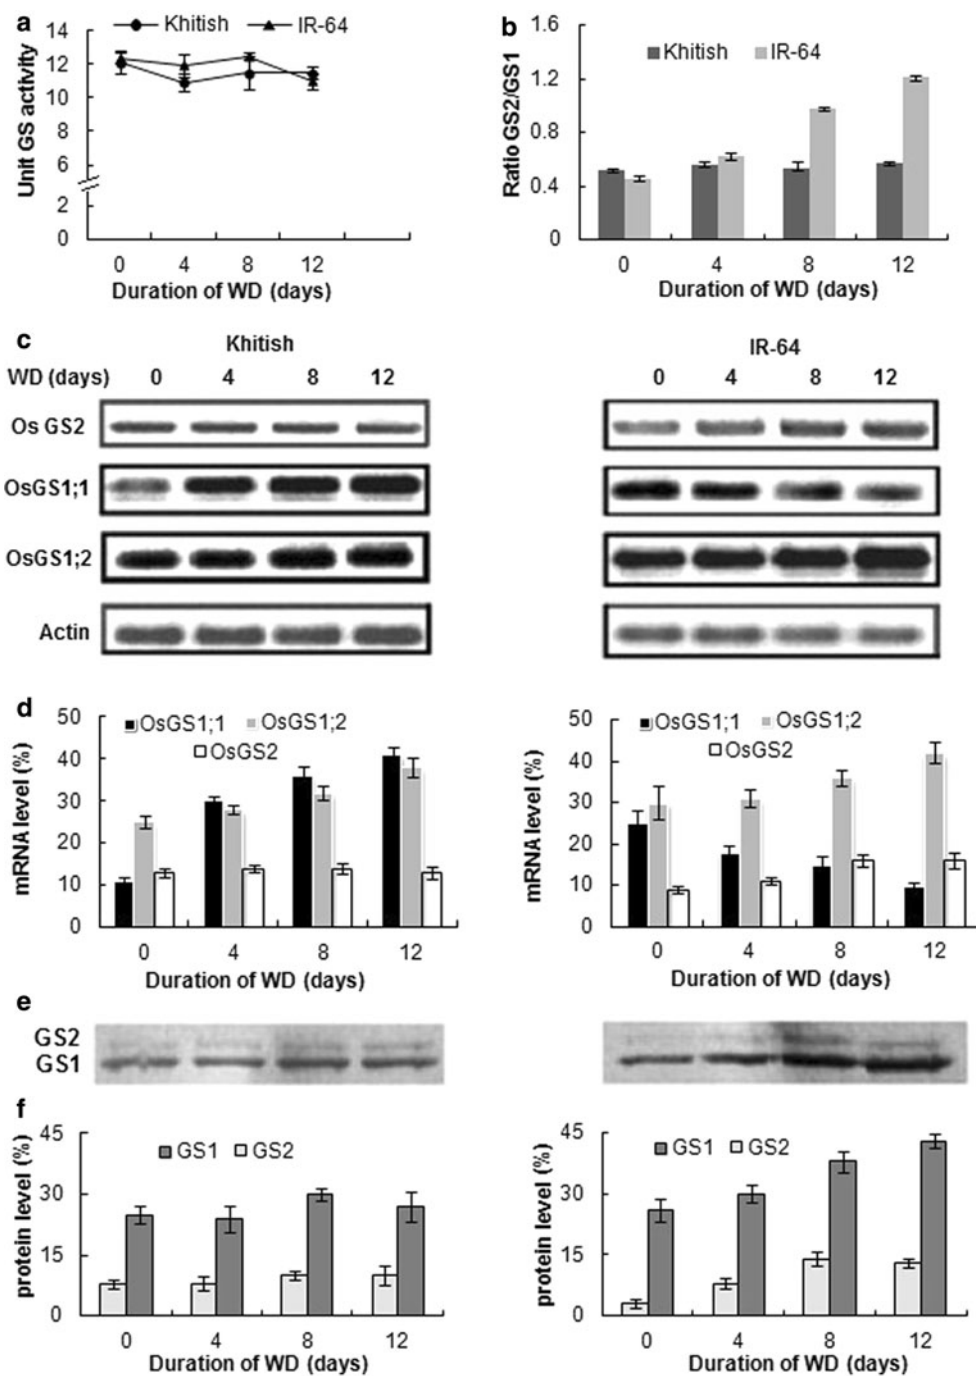 a
14
12
10
8
6
2
0
Unit GS activity
Khitish IR-64
0 4 8 12
Duration of WD (days)
b
1.6
1.2
0.8
0.4
0
Ratio GS2/GS1
Khitish IR-64
0 4 8 12
Duration of WD (days)
c
Khitish
WD (days) 0 4 8 12
IR-64
0 4 8 12
Os GS2
OsGS1;1
OsGS1;2
Actin
d
50
40
30
20
10
0
mRNA level (%)
OsGS1;1 OsGS1;2
OsGS2
0 4 8 12
Duration of WD (days)
50
40
30
20
10
0
mRNA level (%)
OsGS1;1 OsGS1;2
OsGS2
0 4 8 12
Duration of WD (days)
e
GS2
GS1
f
45
30
15
0
protein level (%)
GS1 GS2
0 4 8 12
Duration of WD (days)
45
30
15
0
protein level (%)
GS1 GS2
0 4 8 12
Duration of WD (days)